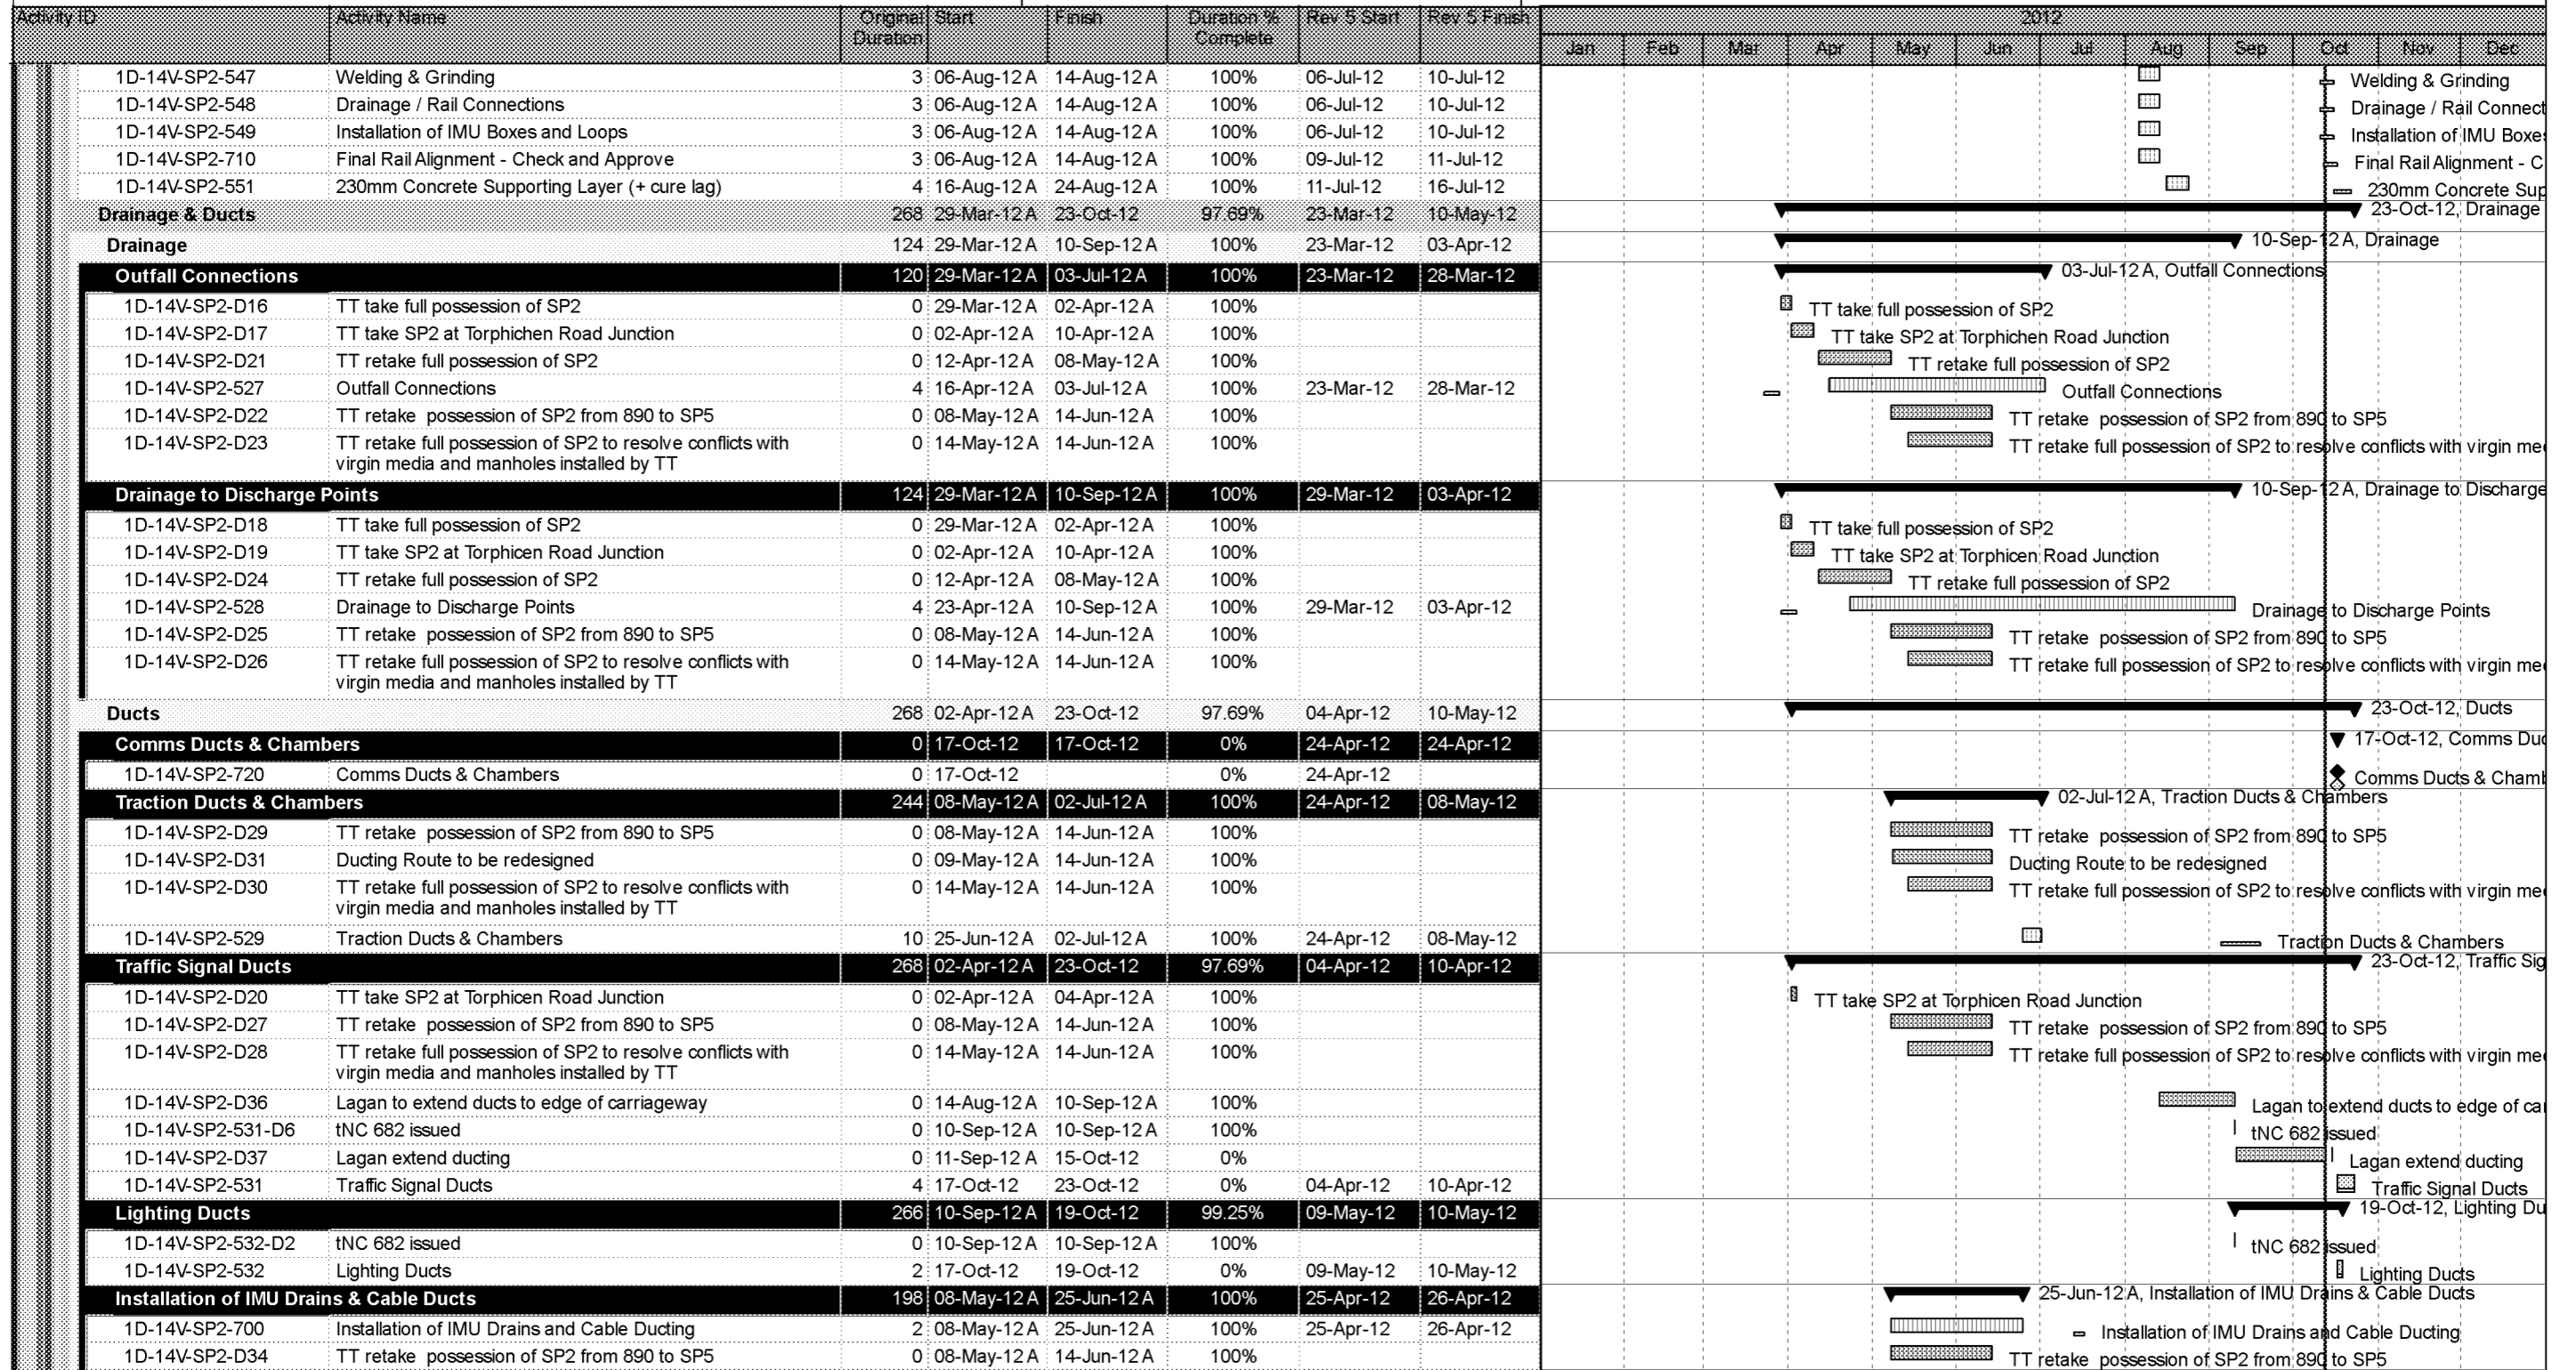 Activity ID Activity Name Original Duration Start Finish Duration % Complete Rev 5 Start Rev 5 Finish 2012
Jan Feb Mar Apr May Jun Jul Aug Sep Oct Nov Dec
1D-14V-SP2-547 Welding & Grinding 3 06-Aug-12 A 14-Aug-12 A 100% 06-Jul-12 10-Jul-12 Welding & Grinding
1D-14V-SP2-548 Drainage / Rail Connections 3 06-Aug-12 A 14-Aug-12 A 100% 06-Jul-12 10-Jul-12 Drainage / Rail Connect
1D-14V-SP2-549 Installation of IMU Boxes and Loops 3 06-Aug-12 A 14-Aug-12 A 100% 06-Jul-12 10-Jul-12 Installation of IMU Boxes
1D-14V-SP2-710 Final Rail Alignment - Check and Approve 3 06-Aug-12 A 14-Aug-12 A 100% 09-Jul-12 11-Jul-12 Final Rail Alignment - C
1D-14V-SP2-551 230mm Concrete Supporting Layer (+ cure lag) 4 16-Aug-12 A 24-Aug-12 A 100% 11-Jul-12 16-Jul-12 230mm Concrete Sup
Drainage & Ducts 268 29-Mar-12 A 23-Oct-12 97.69% 23-Mar-12 10-May-12 23-Oct-12, Drainage
Drainage 124 29-Mar-12 A 10-Sep-12 A 100% 23-Mar-12 03-Apr-12 10-Sep-12 A, Drainage
Outfall Connections 120 29-Mar-12 A 03-Jul-12 A 100% 23-Mar-12 28-Mar-12 03-Jul-12 A, Outfall Connections
1D-14V-SP2-D16 TT take full possession of SP2 0 29-Mar-12 A 02-Apr-12 A 100% TT take full possession of SP2
1D-14V-SP2-D17 TT take SP2 at Torphichen Road Junction 0 02-Apr-12 A 10-Apr-12 A 100% TT take SP2 at Torphichen Road Junction
1D-14V-SP2-D21 TT retake full possession of SP2 0 12-Apr-12 A 08-May-12 A 100% TT retake full possession of SP2
1D-14V-SP2-527 Outfall Connections 4 16-Apr-12 A 03-Jul-12 A 100% 23-Mar-12 28-Mar-12 Outfall Connections
1D-14V-SP2-D22 TT retake possession of SP2 from 890 to SP5 0 08-May-12 A 14-Jun-12 A 100% TT retake possession of SP2 from 890 to SP5
1D-14V-SP2-D23 TT retake full possession of SP2 to resolve conflicts with 0 14-May-12 A 14-Jun-12 A 100% TT retake full possession of SP2 to resolve conflicts with virgin me
virgin media and manholes installed by TT
Drainage to Discharge Points 124 29-Mar-12 A 10-Sep-12 A 100% 29-Mar-12 03-Apr-12 10-Sep-12 A, Drainage to Discharge
1D-14V-SP2-D18 TT take full possession of SP2 0 29-Mar-12 A 02-Apr-12 A 100% TT take full possession of SP2
1D-14V-SP2-D19 TT take SP2 at Torphicen Road Junction 0 02-Apr-12 A 10-Apr-12 A 100% TT take SP2 at Torphicen Road Junction
1D-14V-SP2-D24 TT retake full possession of SP2 0 12-Apr-12 A 08-May-12 A 100% TT retake full possession of SP2
1D-14V-SP2-528 Drainage to Discharge Points 4 23-Apr-12 A 10-Sep-12 A 100% 29-Mar-12 03-Apr-12 Drainage to Discharge Points
1D-14V-SP2-D25 TT retake possession of SP2 from 890 to SP5 0 08-May-12 A 14-Jun-12 A 100% TT retake possession of SP2 from 890 to SP5
1D-14V-SP2-D26 TT retake full possession of SP2 to resolve conflicts with 0 14-May-12 A 14-Jun-12 A 100% TT retake full possession of SP2 to resolve conflicts with virgin me
virgin media and manholes installed by TT
Ducts 268 02-Apr-12 A 23-Oct-12 97.69% 04-Apr-12 10-May-12 23-Oct-12, Ducts
Comms Ducts & Chambers 0 17-Oct-12 17-Oct-12 0% 24-Apr-12 24-Apr-12 17-Oct-12, Comms Duc
1D-14V-SP2-720 Comms Ducts & Chambers 0 17-Oct-12 0% 24-Apr-12 Comms Ducts & Chamb
Traction Ducts & Chambers 244 08-May-12 A 02-Jul-12 A 100% 24-Apr-12 08-May-12 02-Jul-12 A, Traction Ducts & Chambers
1D-14V-SP2-D29 TT retake possession of SP2 from 890 to SP5 0 08-May-12 A 14-Jun-12 A 100% TT retake possession of SP2 from 890 to SP5
1D-14V-SP2-D31 Ducting Route to be redesigned 0 09-May-12 A 14-Jun-12 A 100% Ducting Route to be redesigned
1D-14V-SP2-D30 TT retake full possession of SP2 to resolve conflicts with 0 14-May-12 A 14-Jun-12 A 100% TT retake full possession of SP2 to resolve conflicts with virgin me
virgin media and manholes installed by TT
1D-14V-SP2-529 Traction Ducts & Chambers 10 25-Jun-12 A 02-Jul-12 A 100% 24-Apr-12 08-May-12 Traction Ducts & Chambers
Traffic Signal Ducts 268 02-Apr-12 A 23-Oct-12 97.69% 04-Apr-12 10-Apr-12 23-Oct-12, Traffic Sig
1D-14V-SP2-D20 TT take SP2 at Torphicen Road Junction 0 02-Apr-12 A 04-Apr-12 A 100% TT take SP2 at Torphicen Road Junction
1D-14V-SP2-D27 TT retake possession of SP2 from 890 to SP5 0 08-May-12 A 14-Jun-12 A 100% TT retake possession of SP2 from 890 to SP5
1D-14V-SP2-D28 TT retake full possession of SP2 to resolve conflicts with 0 14-May-12 A 14-Jun-12 A 100% TT retake full possession of SP2 to resolve conflicts with virgin me
virgin media and manholes installed by TT
1D-14V-SP2-D36 Lagan to extend ducts to edge of carriageway 0 14-Aug-12 A 10-Sep-12 A 100% Lagan to extend ducts to edge of car
1D-14V-SP2-531-D6 tNC 682 issued 0 10-Sep-12 A 10-Sep-12 A 100% tNC 682 issued
1D-14V-SP2-D37 Lagan extend ducting 0 11-Sep-12 A 15-Oct-12 0% Lagan extend ducting
1D-14V-SP2-531 Traffic Signal Ducts 4 17-Oct-12 23-Oct-12 0% 04-Apr-12 10-Apr-12 Traffic Signal Ducts
Lighting Ducts 266 10-Sep-12 A 19-Oct-12 99.25% 09-May-12 10-May-12 19-Oct-12, Lighting Du
1D-14V-SP2-532-D2 tNC 682 issued 0 10-Sep-12 A 10-Sep-12 A 100% tNC 682 issued
1D-14V-SP2-532 Lighting Ducts 2 17-Oct-12 19-Oct-12 0% 09-May-12 10-May-12 Lighting Ducts
Installation of IMU Drains & Cable Ducts 198 08-May-12 A 25-Jun-12 A 100% 25-Apr-12 26-Apr-12 25-Jun-12 A, Installation of IMU Drains & Cable Ducts
1D-14V-SP2-700 Installation of IMU Drains and Cable Ducting 2 08-May-12 A 25-Jun-12 A 100% 25-Apr-12 26-Apr-12 Installation of IMU Drains and Cable Ducting
1D-14V-SP2-D34 TT retake possession of SP2 from 890 to SP5 0 08-May-12 A 14-Jun-12 A 100% TT retake possession of SP2 from 890 to SP5